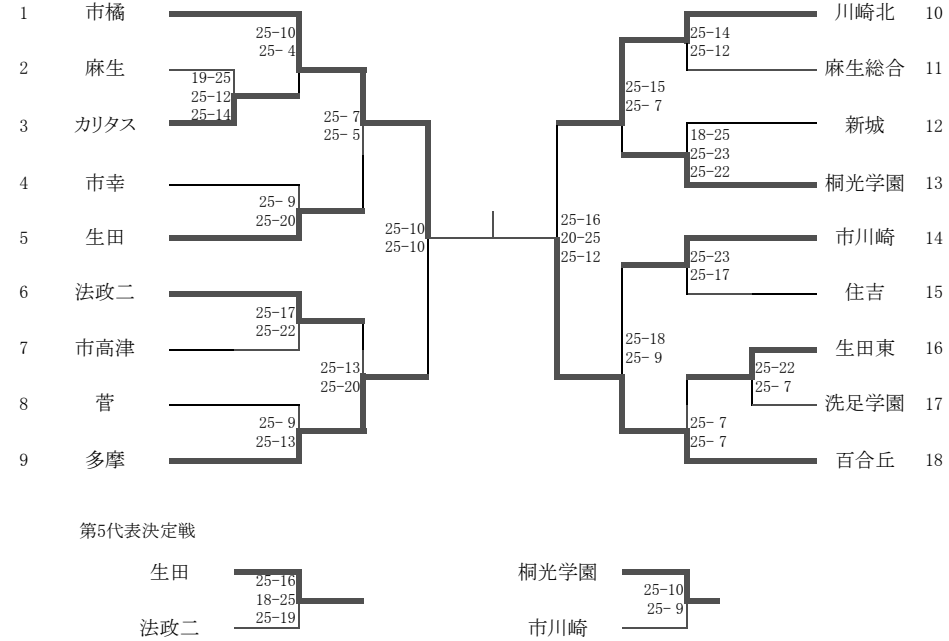 1 市橘
25-10
25- 4
2 麻生
19-25
25-12
25-14
3 カリタス
25- 7
25- 5
4 市幸
25- 9
25-20
5 生田
25-10
25-10
6 法政二
25-17
25-22
7 市高津
25-13
25-20
8 菅
25- 9
25-13
9 多摩
川崎北 10
25-14
25-12
麻生総合 11
25-15
25- 7
新城 12
18-25
25-23
25-22
桐光学園 13
25-16
20-25
25-12
市川崎 14
25-23
25-17
住吉 15
25-18
25- 9
生田東 16
25-22
25- 7
洗足学園 17
25- 7
25- 7
百合丘 18
第5代表決定戦
生田
25-16
18-25
25-19
法政二
桐光学園
25-10
25- 9
市川崎